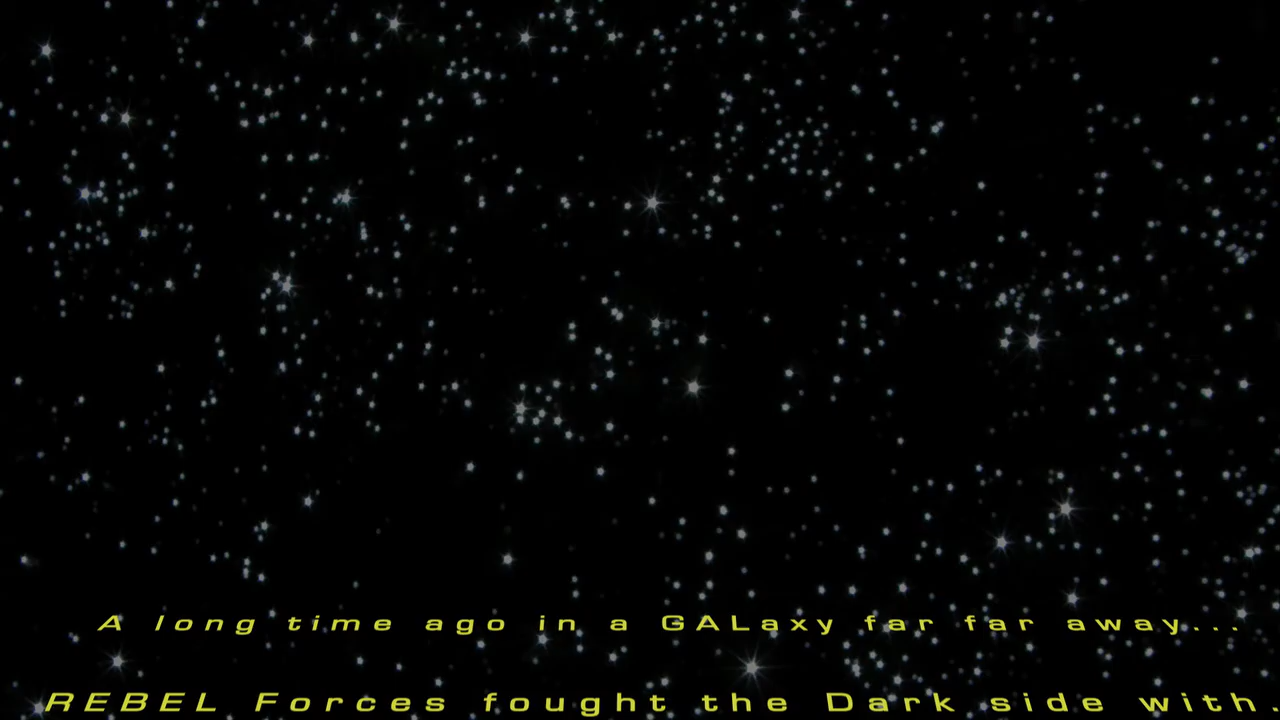 A long time ago in a GALaxy far far away...
REBEL Forces fought the Dark side with.